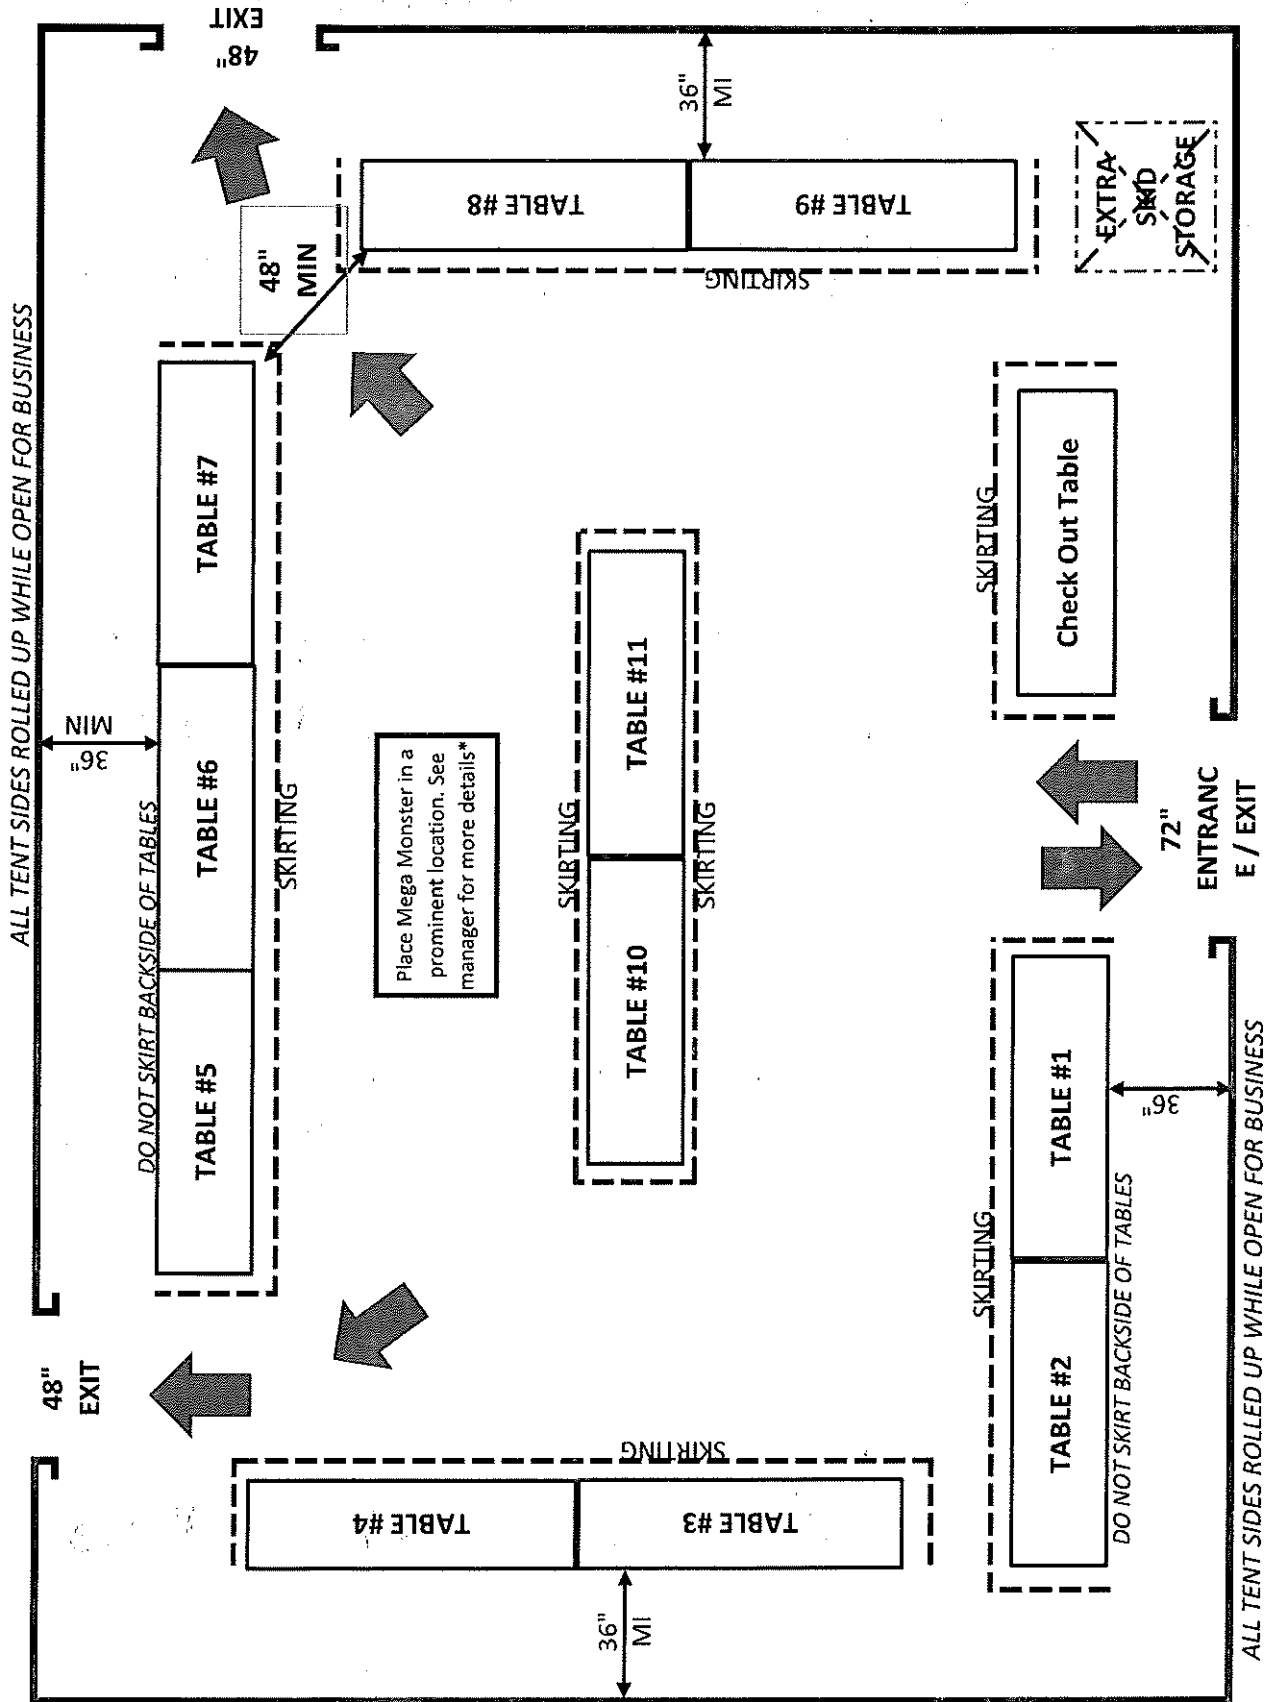 ALL TENT SIDES ROLLED UP WHILE OPEN FOR BUSINESS
48"
EXIT
36"
MIN
DO NOT SKIRT BACKSIDE OF TABLES
TABLE #5
TABLE #6
TABLE #7
SKIRTING
48"
EXIT
48"
MIN
Place Mega Monster in a
prominent location. See
manager for more details*
36"
MI
TABLE #4
TABLE #3
SKIRTING
SKIRTING
TABLE #10
TABLE #11
SKIRTING
SKIRTING
TABLE #8
TABLE #9
36"
MI
SKIRTING
TABLE #2
TABLE #1
DO NOT SKIRT BACKSIDE OF TABLES
36"
72"
ENTRANC
E / EXIT
SKIRTING
Check Out Table
EXTRA
SKID
STORAGE
ALL TENT SIDES ROLLED UP WHILE OPEN FOR BUSINESS